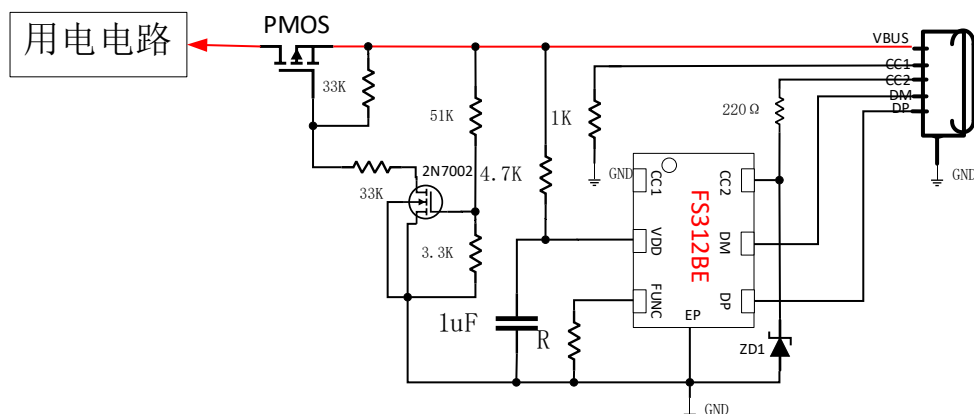 用电电路
PMOS
VBUS
CC1
CC2
DM
DP
33K
51K
1K
220Ω
GND
33K
2N7002
4.7K
GND
CC1
CC2
FS312BE
VDD
DM
3.3K
FUNC
DP
EP
1uF
R
ZD1
GND